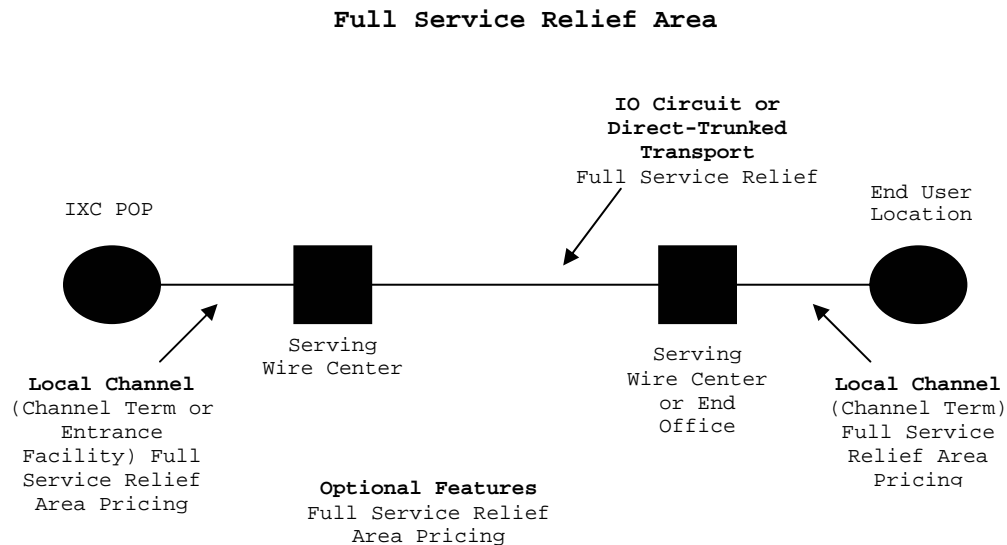 Full Service Relief Area
IO Circuit or
Direct-Trunked
Transport
Full Service Relief
IXC POP
End User
Location
Serving
Wire Center
Serving
Wire Center
or End
Office
Local Channel
(Channel Term or
Entrance
Facility) Full
Service Relief
Area Pricing
Local Channel
(Channel Term)
Full Service
Relief Area
Pricing
Optional Features
Full Service Relief
Area Pricing